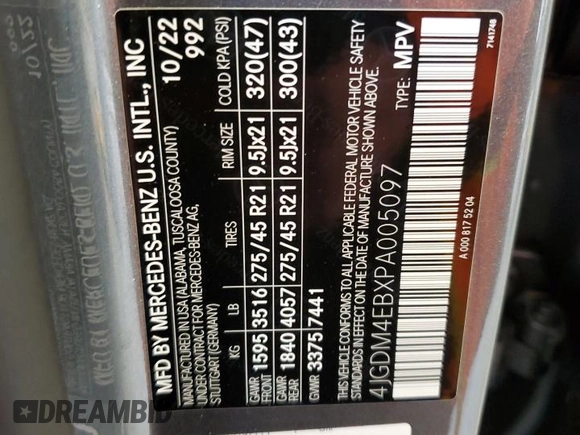 MFD BY MERCEDES-BENZ U.S. INTL., INC
MANUFACTURED IN USA (ALABAMA, TUSCALOOSA COUNTY) 10/22
UNDER CONTRACT FOR MERCEDES-BENZ AG, 992
STUTTGART (GERMANY)
KG LB TIRES RIM SIZE COLD KPA (PSI)
GAWR FRONT 1595 3516 275/45 R21 9.5Jx21 320(47)
GAWR REAR 1840 4057 275/45 R21 9.5Jx21 300(43)
GVWR 3375 7441
THIS VEHICLE CONFORMS TO ALL APPLICABLE FEDERAL MOTOR VEHICLE SAFETY
STANDARDS IN EFFECT ON THE DATE OF MANUFACTURE SHOWN ABOVE.
4JGDM4EBXPA005097 TYPE: MPV
A 000 817 52 04
7141748
DREAMBID